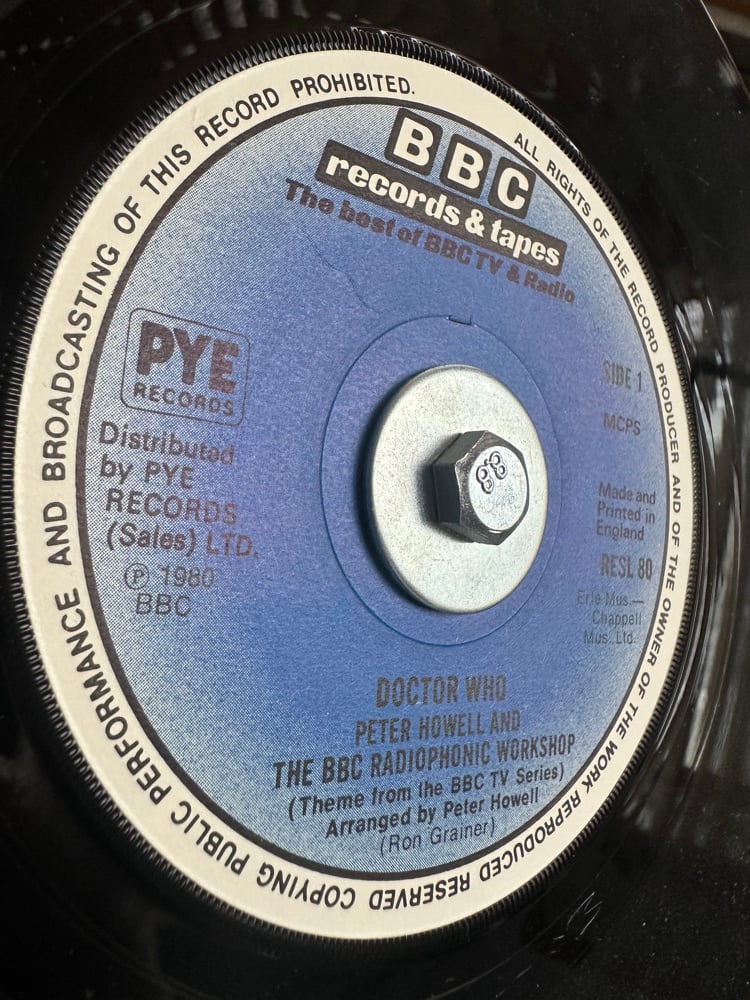 BBC
records & tapes
The best of BBC TV & Radio
PYE
RECORDS
Distributed
by PYE
RECORDS
(Sales) LTD.
℗ 1980
BBC
SIDE 1
MCPS
Made and
Printed in
England
RESL 80
Erle Mus.—
Chappell
Mus. Ltd.
DOCTOR WHO
PETER HOWELL AND
THE BBC RADIOPHONIC WORKSHOP
(Theme from the BBC TV Series)
Arranged by Peter Howell
(Ron Grainer)
ALL RIGHTS OF THE RECORD PRODUCER AND OF THE OWNER OF THE WORK REPRODUCED RESERVED COPYING PUBLIC PERFORMANCE AND BROADCASTING OF THIS RECORD PROHIBITED.